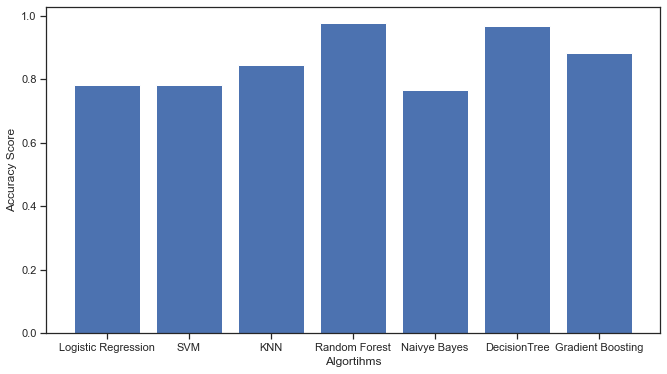 1.0
0.8
0.6
0.4
0.2
0.0
Accuracy Score
Logistic Regression SVM KNN Random Forest Naivye Bayes DecisionTree Gradient Boosting
Algortihms